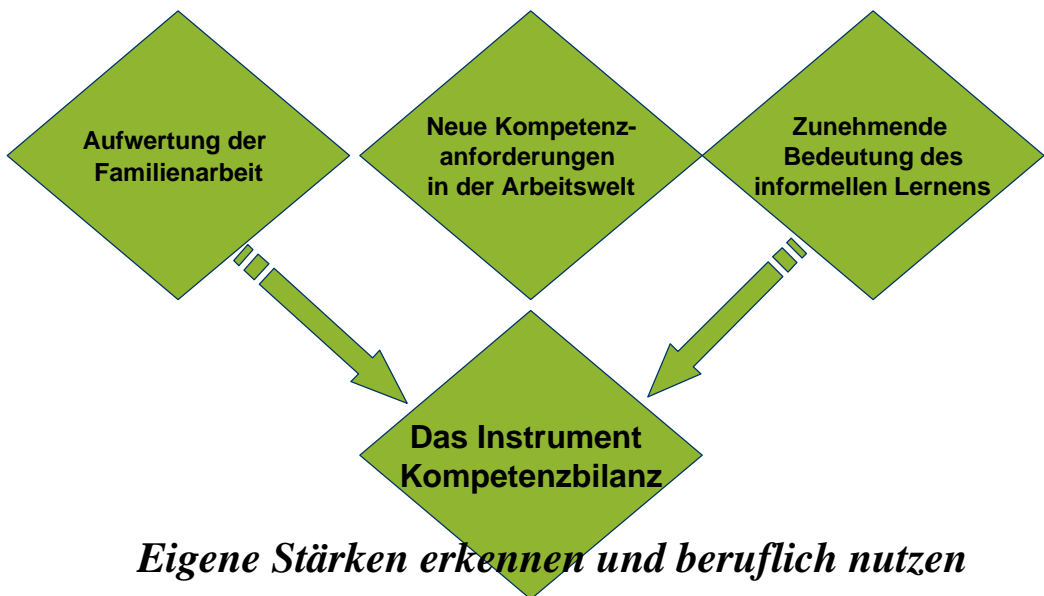 Aufwertung der
Familienarbeit
Neue Kompetenz-
anforderungen
in der Arbeitswelt
Zunehmende
Bedeutung des
informellen Lernens
Das Instrument
Kompetenzbilanz
Eigene Stärken erkennen und beruflich nutzen